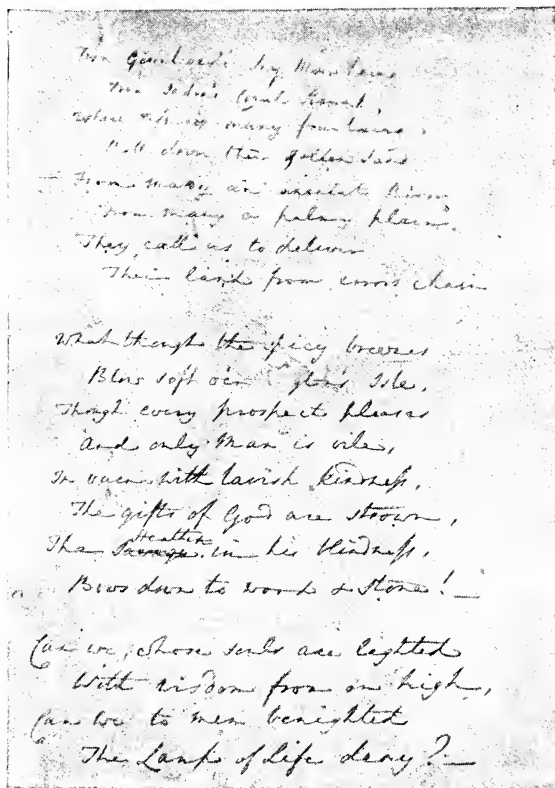 From Greenland's Icy Mountains
From India's Coral Strand,
Where sunny fountains,
Roll down their golden sand
From many an ancient River
From many a palmy plain,
They call us to deliver
Their land from errors chain
What though the spicy breezes
Blow soft o'er Ceylon's Isle,
Though every prospect pleases
And only Man is vile,
In vain with lavish kindness,
The gifts of God are strown,
Heathen
The Savage in his blindness,
Bows down to wood & stone! —
Can we, whose souls are lighted
With wisdom from on high,
Can we to men benighted
The Lamp of Life deny? —